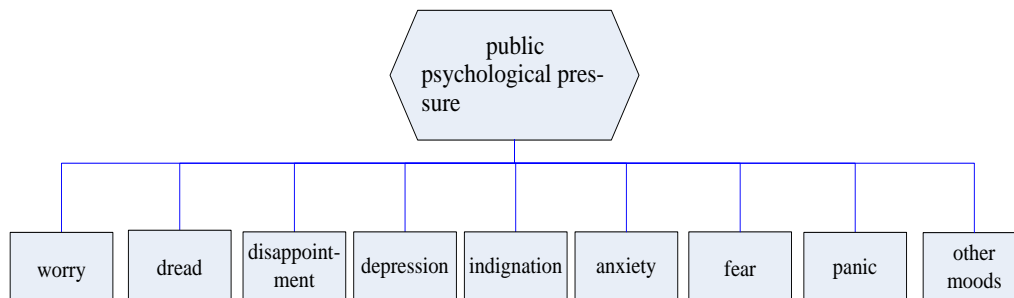 public
psychological pres-
sure
worry
dread
disappoint-
ment
depression
indignation
anxiety
fear
panic
other
moods